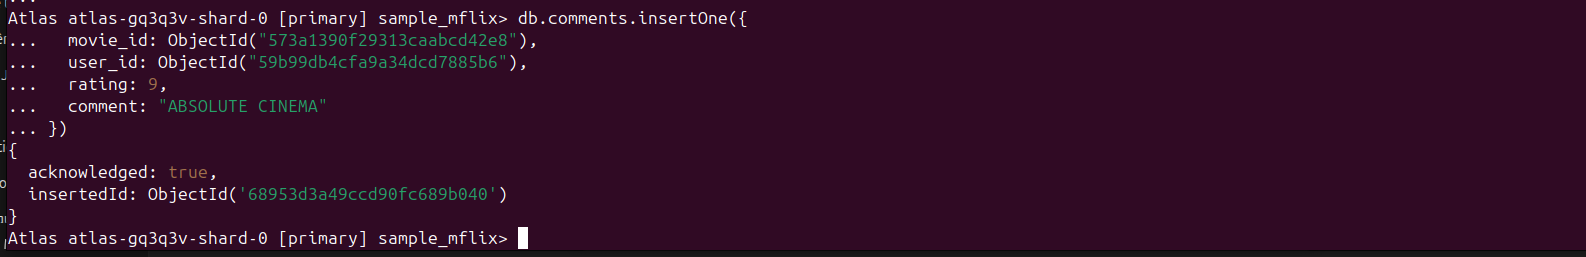 Atlas atlas-gq3q3v-shard-0 [primary] sample_mflix> db.comments.insertOne({
...   movie_id: ObjectId("573a1390f29313caabcd42e8"),
...   user_id: ObjectId("59b99db4cfa9a34dcd7885b6"),
...   rating: 9,
...   comment: "ABSOLUTE CINEMA"
... })
{
  acknowledged: true,
  insertedId: ObjectId('68953d3a49ccd90fc689b040')
}
Atlas atlas-gq3q3v-shard-0 [primary] sample_mflix>